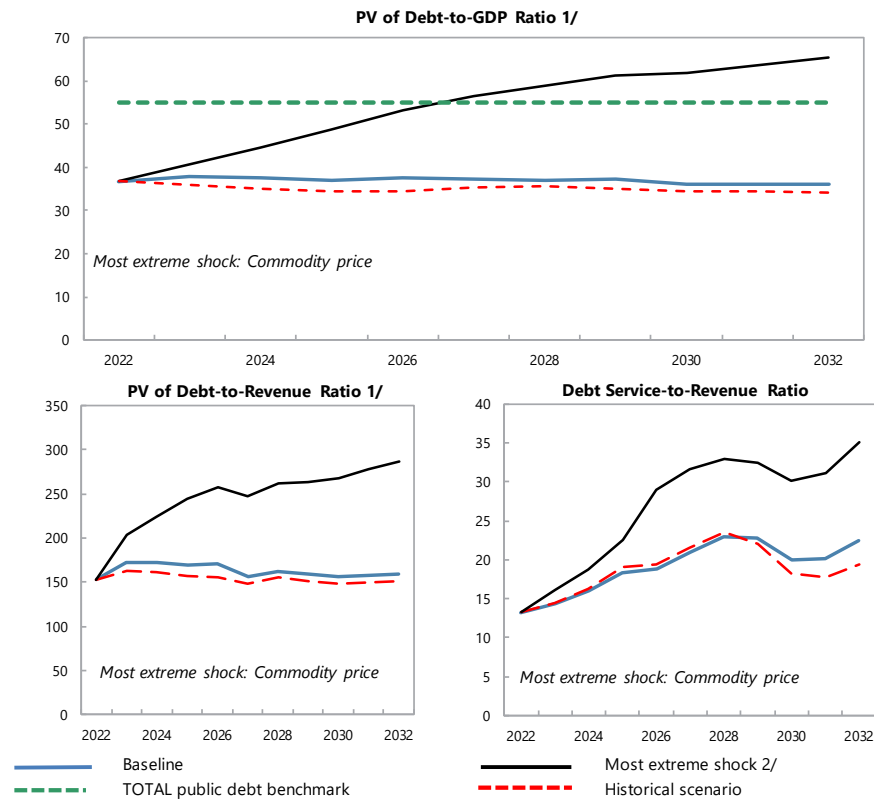 PV of Debt-to-GDP Ratio 1/
70
60
50
40
30
20
10
0
Most extreme shock: Commodity price
2022 2024 2026 2028 2030 2032
PV of Debt-to-Revenue Ratio 1/
350
300
250
200
150
100
50
0
Most extreme shock: Commodity price
2022 2024 2026 2028 2030 2032
Debt Service-to-Revenue Ratio
40
35
30
25
20
15
10
5
0
Most extreme shock: Commodity price
2022 2024 2026 2028 2030 2032
Baseline
Most extreme shock 2/
TOTAL public debt benchmark
Historical scenario